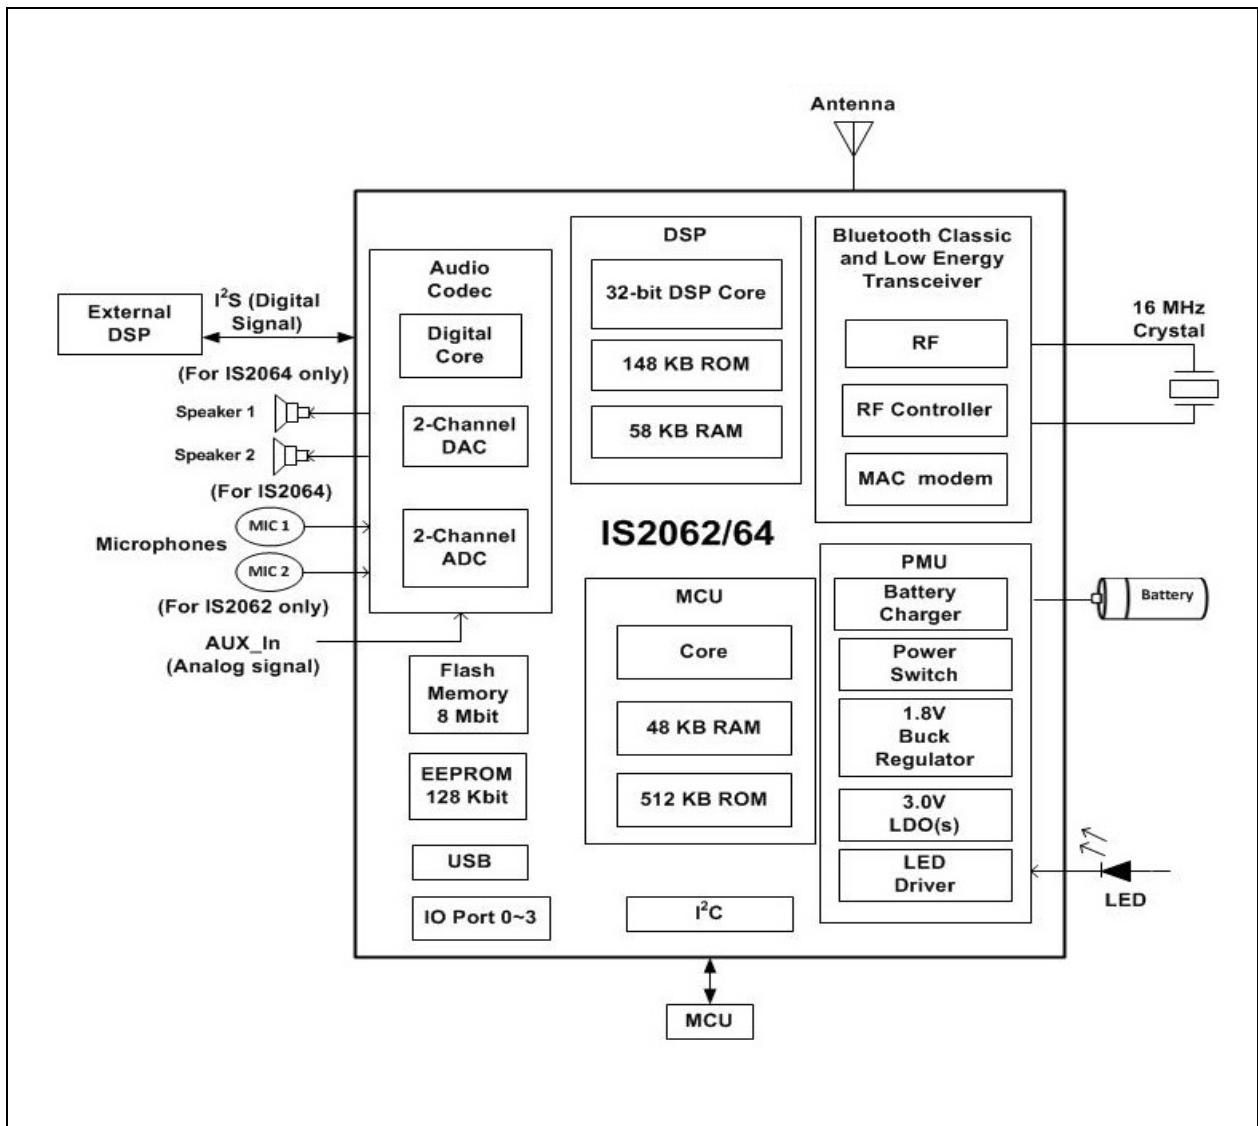 Antenna
DSP
32-bit DSP Core
148 KB ROM
58 KB RAM
Bluetooth Classic
and Low Energy
Transceiver
RF
RF Controller
MAC modem
16 MHz
Crystal
Audio
Codec
Digital
Core
2-Channel
DAC
2-Channel
ADC
External
DSP
I²S (Digital
Signal)
(For IS2064 only)
Speaker 1
Speaker 2
(For IS2064)
Microphones
MIC 1
MIC 2
(For IS2062 only)
AUX_In
(Analog signal)
IS2062/64
MCU
Core
48 KB RAM
512 KB ROM
PMU
Battery
Charger
Power
Switch
1.8V
Buck
Regulator
3.0V
LDO(s)
LED
Driver
Battery
LED
Flash
Memory
8 Mbit
EEPROM
128 Kbit
USB
IO Port 0~3
I²C
MCU